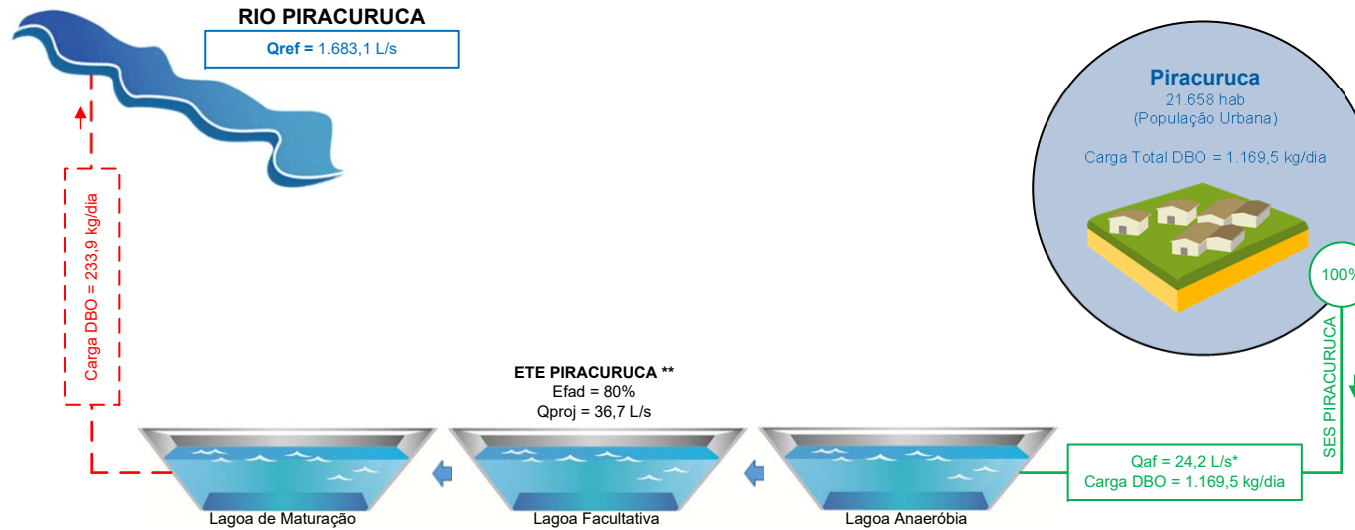 RIO PIRACURUCA
Qref = 1.683,1 L/s
Piracuruca
21.658 hab
(População Urbana)
Carga Total DBO = 1.169,5 kg/dia
100%
SES PIRACURUCA
Qaf = 24,2 L/s*
Carga DBO = 1.169,5 kg/dia
ETE PIRACURUCA **
Efad = 80%
Qproj = 36,7 L/s
Lagoa de Maturação
Lagoa Facultativa
Lagoa Anaeróbia
Carga DBO = 233,9 kg/dia